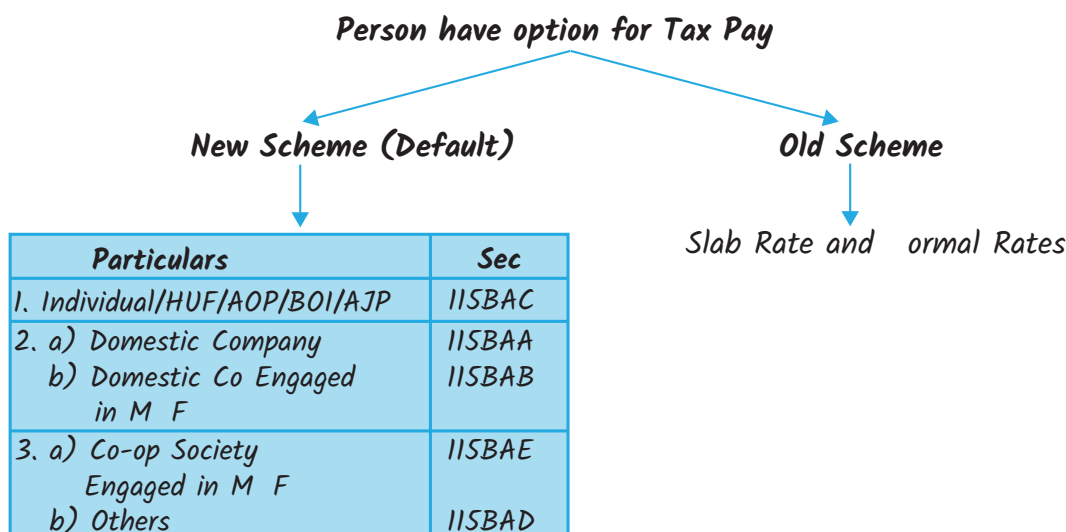 Person have option for Tax Pay
New Scheme (Default)
Old Scheme
Slab Rate and ormal Rates
Particulars Sec
1. Individual/HUF/AOP/BOI/AJP 115BAC
2. a) Domestic Company 115BAA
b) Domestic Co Engaged 115BAB
in M F
3. a) Co-op Society 115BAE
Engaged in M F
b) Others 115BAD